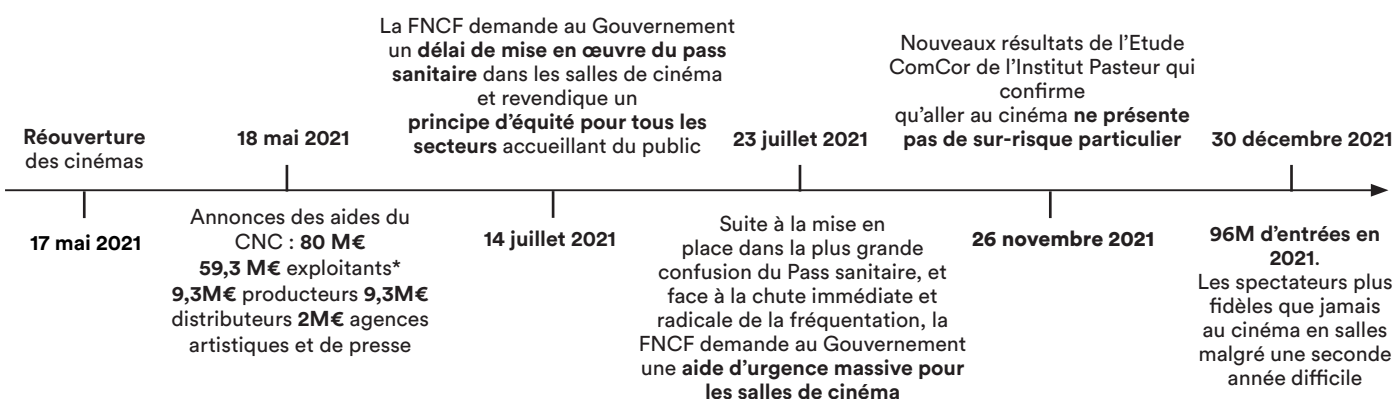 Réouverture
des cinémas
17 mai 2021
18 mai 2021
Annonces des aides du
CNC : 80 M€
59,3 M€ exploitants*
9,3M€ producteurs 9,3M€
distributeurs 2M€ agences
artistiques et de presse
La FNCF demande au Gouvernement
un délai de mise en œuvre du pass
sanitaire dans les salles de cinéma
et revendique un
principe d'équité pour tous les
secteurs accueillant du public
14 juillet 2021
23 juillet 2021
Suite à la mise en
place dans la plus grande
confusion du Pass sanitaire, et
face à la chute immédiate et
radicale de la fréquentation, la
FNCF demande au Gouvernement
une aide d'urgence massive pour
les salles de cinéma
Nouveaux résultats de l'Etude
ComCor de l'Institut Pasteur qui
confirme
qu'aller au cinéma ne présente
pas de sur-risque particulier
26 novembre 2021
30 décembre 2021
96M d'entrées en
2021.
Les spectateurs plus
fidèles que jamais
au cinéma en salles
malgré une seconde
année difficile